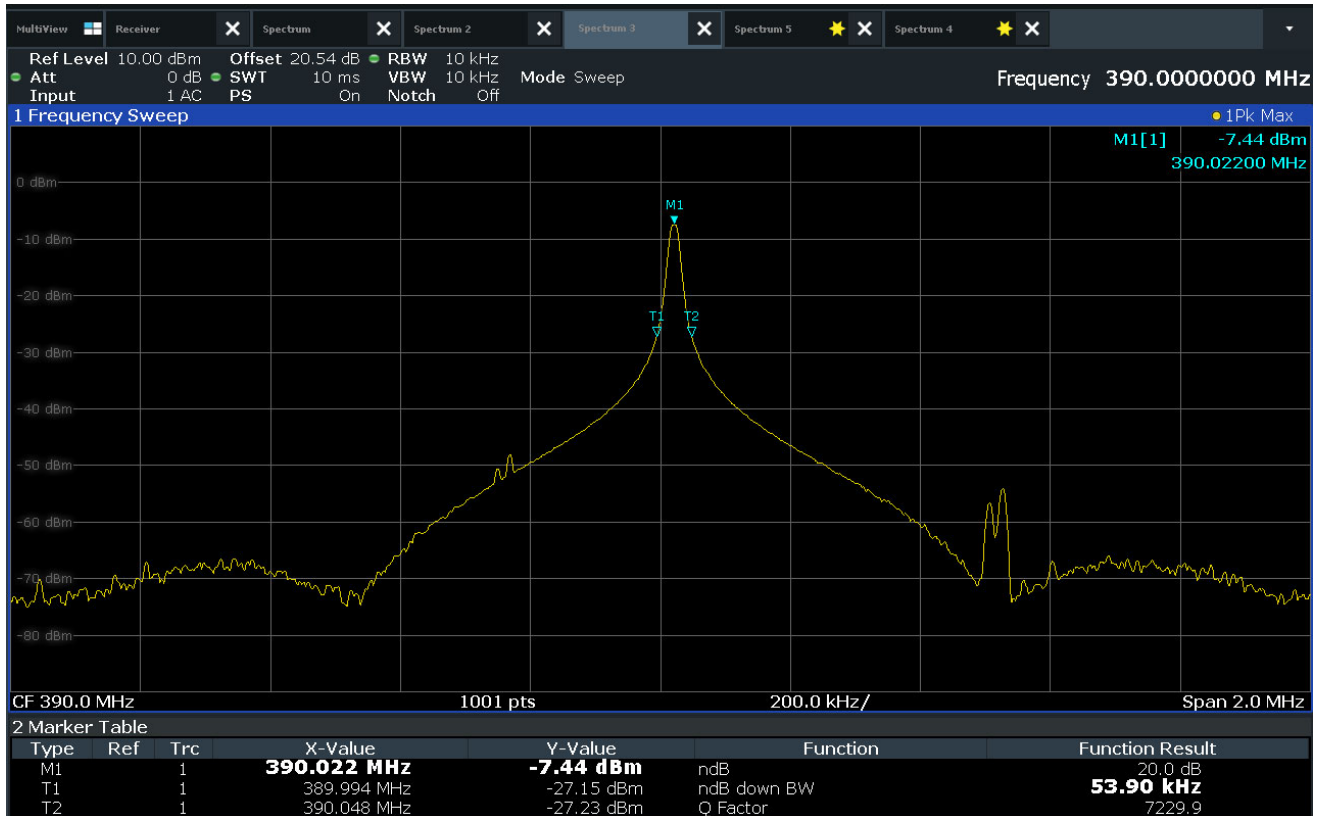 MultiView Receiver Spectrum Spectrum 2 Spectrum 3 Spectrum 5 Spectrum 4
Ref Level 10.00 dBm Offset 20.54 dB RBW 10 kHz
Att 0 dB SWT 10 ms VBW 10 kHz Mode Sweep Frequency 390.0000000 MHz
Input 1 AC PS On Notch Off
1 Frequency Sweep 1Pk Max
M1[1] -7.44 dBm
390.02200 MHz
0 dBm
M1
-10 dBm
-20 dBm
T1 T2
-30 dBm
-40 dBm
-50 dBm
-60 dBm
-70 dBm
-80 dBm
CF 390.0 MHz 1001 pts 200.0 kHz/ Span 2.0 MHz
2 Marker Table
Type Ref Trc X-Value Y-Value Function Function Result
M1 1 390.022 MHz -7.44 dBm ndB 20.0 dB
T1 1 389.994 MHz -27.15 dBm ndB down BW 53.90 kHz
T2 1 390.048 MHz -27.23 dBm Q Factor 7229.9